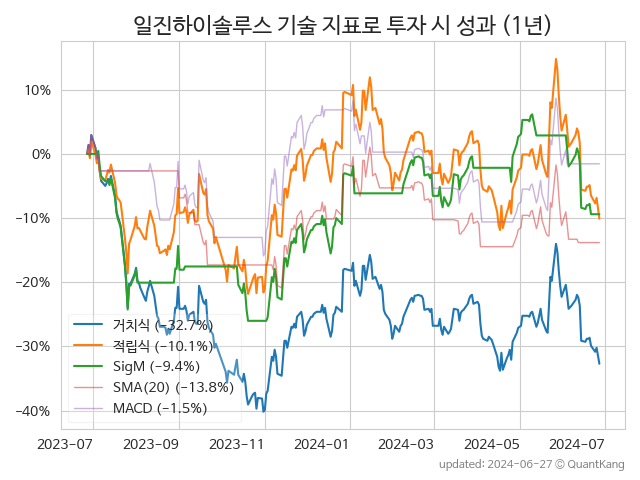 일진하이솔루스 기술 지표로 투자 시 성과 (1년)
10%
0%
−10%
−20%
−30%
−40%
거치식 (−32.7%)
적립식 (−10.1%)
SigM (−9.4%)
SMA(20) (−13.8%)
MACD (−1.5%)
2023-07 2023-09 2023-11 2024-01 2024-03 2024-05 2024-07
updated: 2024-06-27 © QuantKang